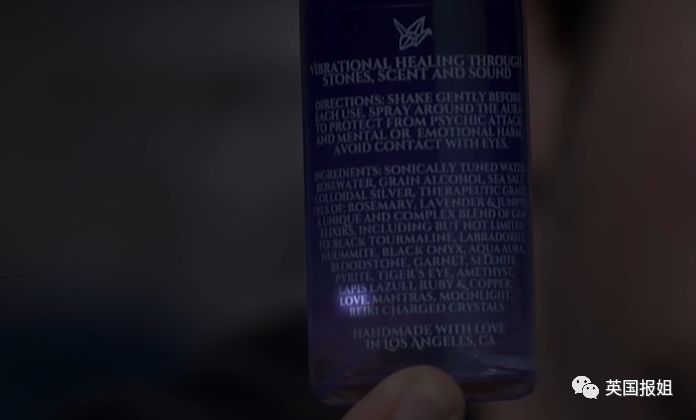 VIBRATIONAL HEALING THROUGH
STONES, SCENT AND SOUND
DIRECTIONS: SHAKE GENTLY BEFORE
EACH USE, SPRAY AROUND THE AURA
TO PROTECT FROM PSYCHIC ATTACK
AND MENTAL OR EMOTIONAL HARM.
AVOID CONTACT WITH EYES.
INGREDIENTS: SONICALLY TUNED WATER,
ROSEWATER, GRAIN ALCOHOL, SEA SALT,
COLLOIDAL SILVER, THERAPEUTIC GRADE
OILS OF: ROSEMARY, LAVENDER & JUNIPER
A UNIQUE AND COMPLEX BLEND OF GEM
ELIXIRS, INCLUDING BUT NOT LIMITED
TO: BLACK TOURMALINE, LABRADORITE,
NUUMMITE, BLACK ONYX, AQUA AURA,
BLOODSTONE, GARNET, SELENITE,
PYRITE, TIGER'S EYE, AMETHYST,
LAPIS LAZULI, RUBY & COPPER
LOVE, MANTRAS, MOONLIGHT,
REIKI CHARGED CRYSTALS
HANDMADE WITH LOVE
IN LOS ANGELES, CA
英国报姐